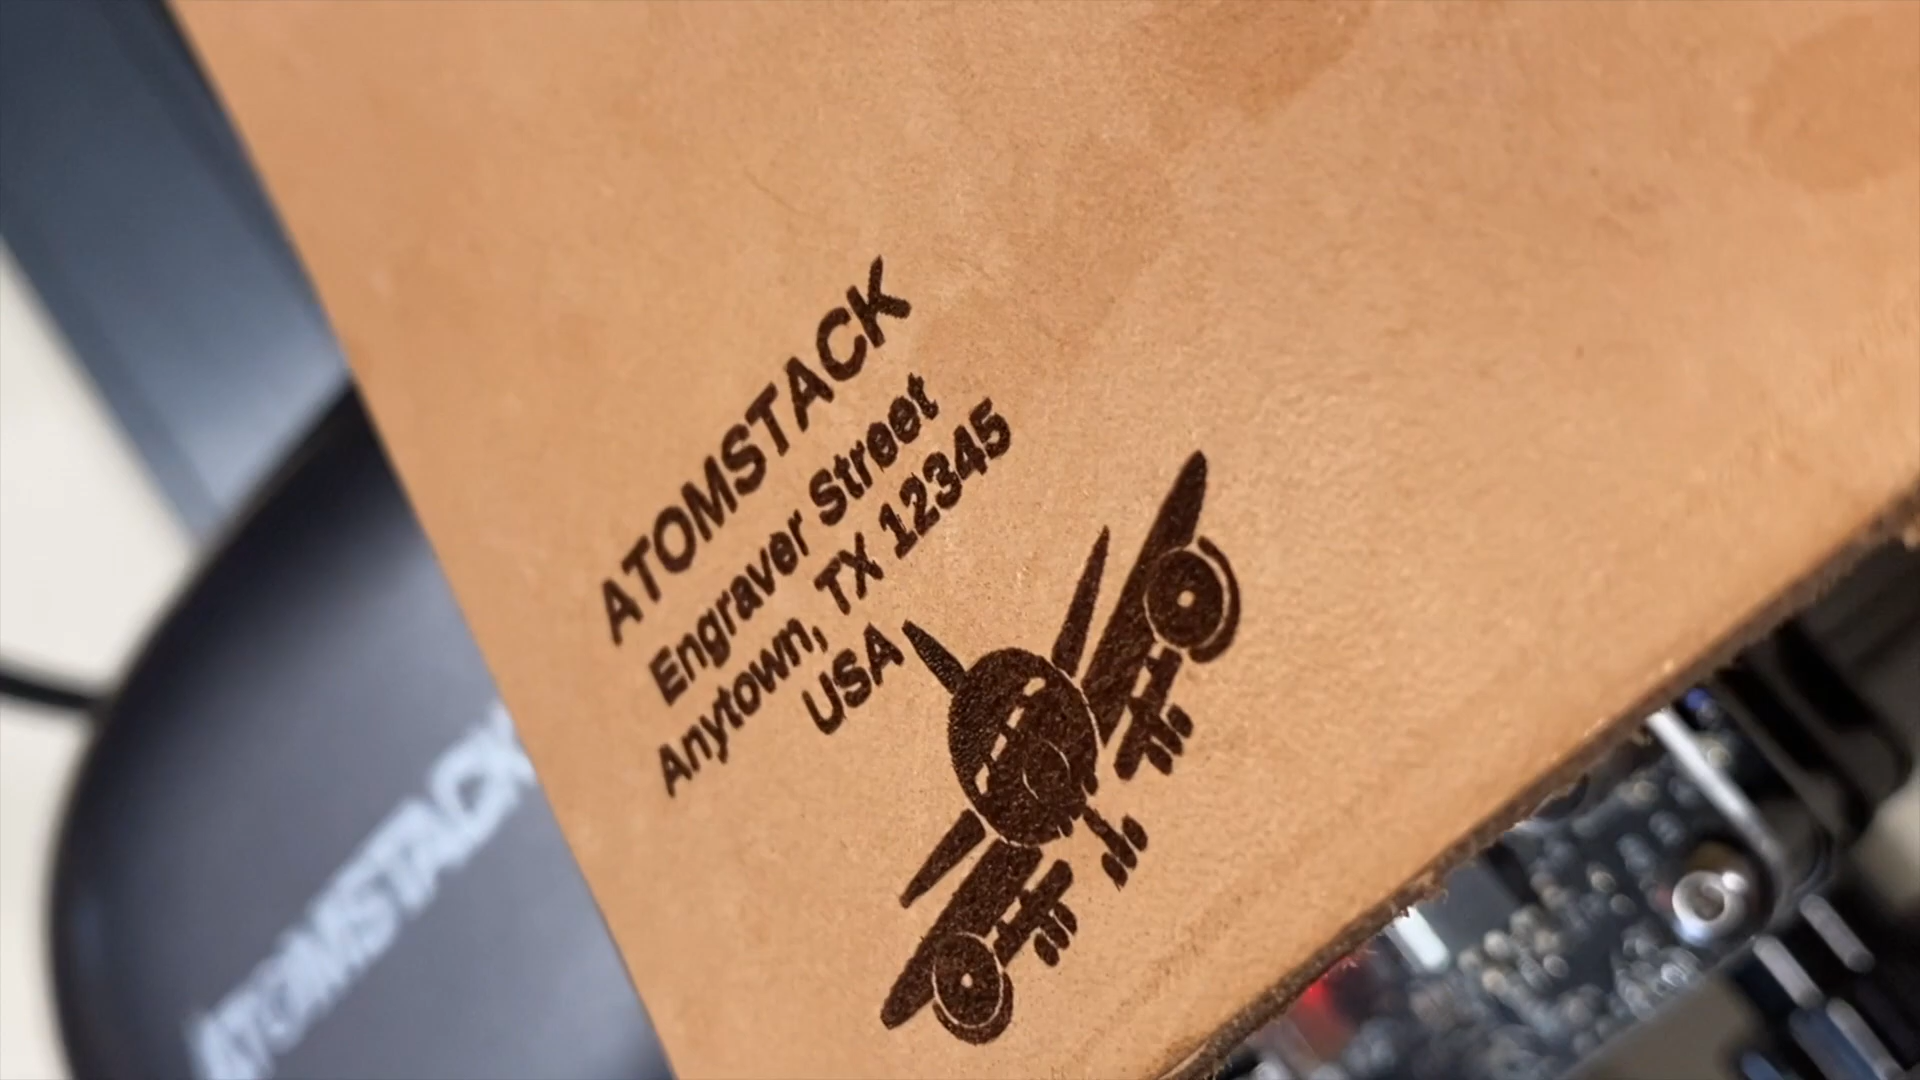 ATOMSTACK
Engraver Street
Anytown, TX 12345
USA
ATOMSTACK